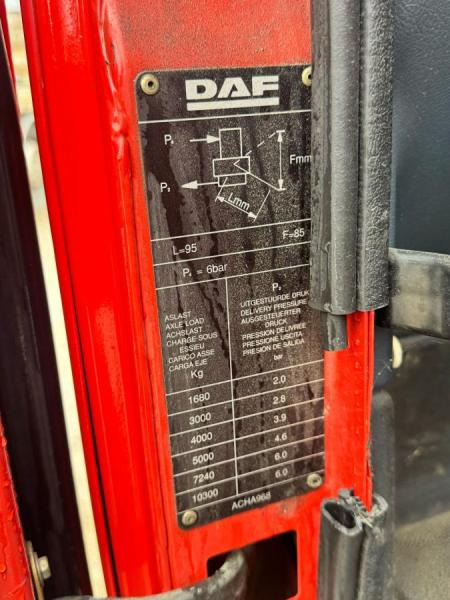 DAF
P₁
Fmm
P₂
Lmm
L=95 F=85
P₁ = 6bar
ASLAST
AXLE LOAD
ACHSLAST
CHARGE SOUS
ESSIEU
CARICO ASSE
CARGA EJE
Kg
P₂
UITGESTUURDE DRUK
DELIVERY PRESSURE
AUSGESTEUERTER
DRUCK
PRESSION DELIVREE
PRESSIONE USCITA
PRESION DE SALIDA
bar
1680 2.0
3000 2.8
4000 3.9
5000 4.6
7240 6.0
10300 6.0
ACHA968